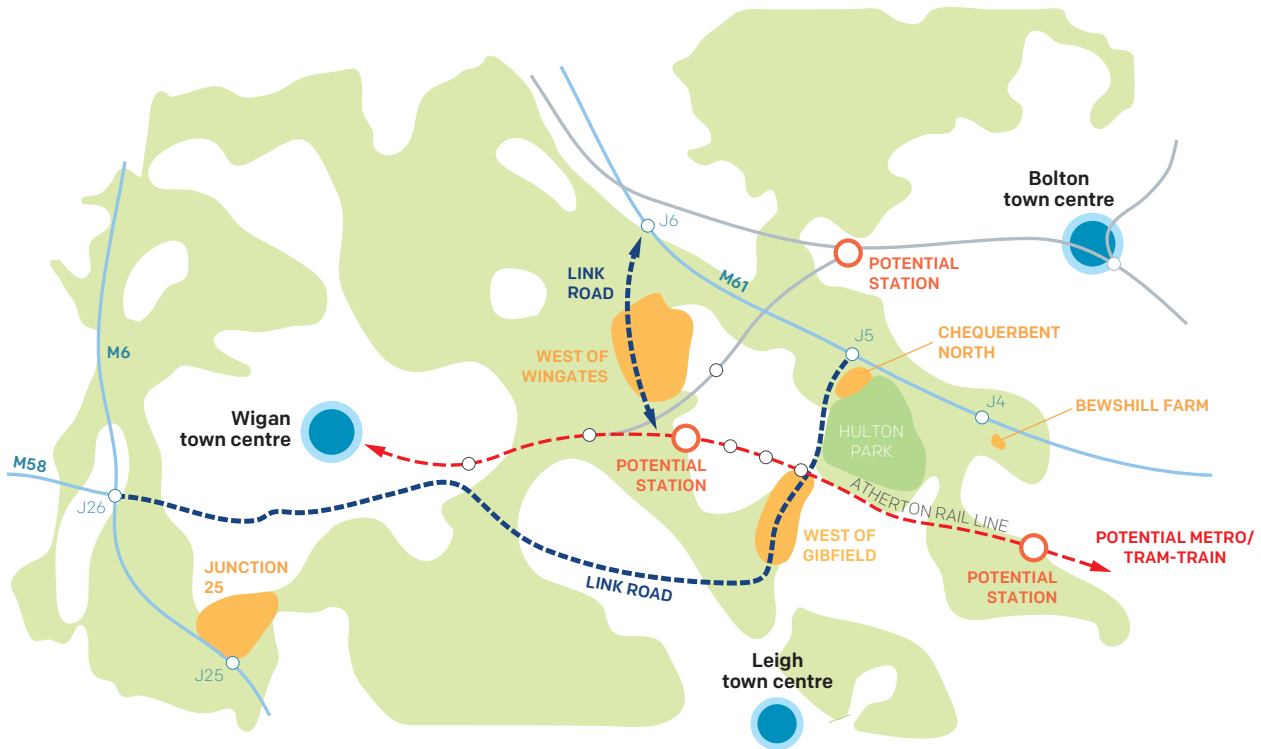 Bolton
town centre
J6
POTENTIAL
STATION
LINK
ROAD
M61
CHEQUERBENT
NORTH
J5
M6
WEST OF
WINGATES
BEWSHILL FARM
J4
Wigan
town centre
HULTON
PARK
M58
POTENTIAL
STATION
J26
ATHERTON RAIL LINE
WEST OF
GIBFIELD
POTENTIAL METRO/
TRAM-TRAIN
JUNCTION
25
LINK ROAD
POTENTIAL
STATION
J25
Leigh
town centre